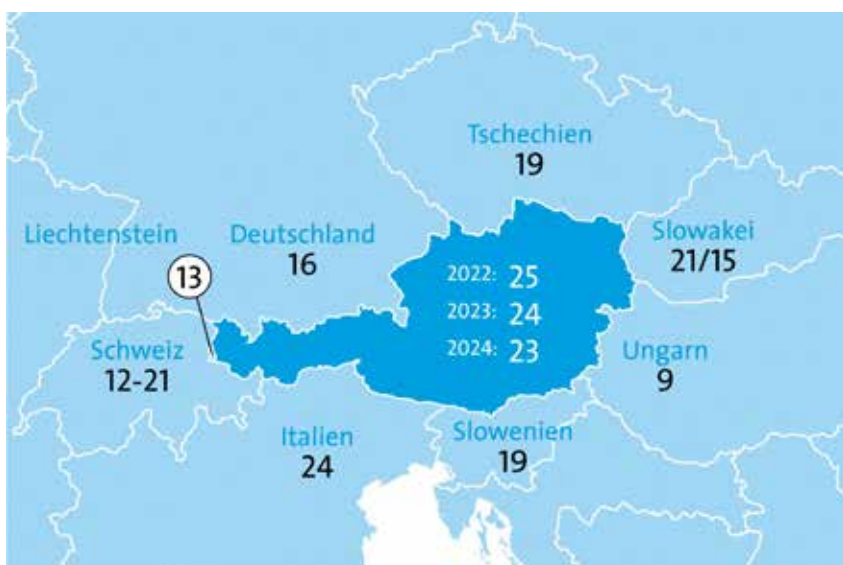 Tschechien
19
Liechtenstein
13
Deutschland
16
2022: 25
2023: 24
2024: 23
Slowakei
21/15
Schweiz
12-21
Ungarn
9
Italien
24
Slowenien
19